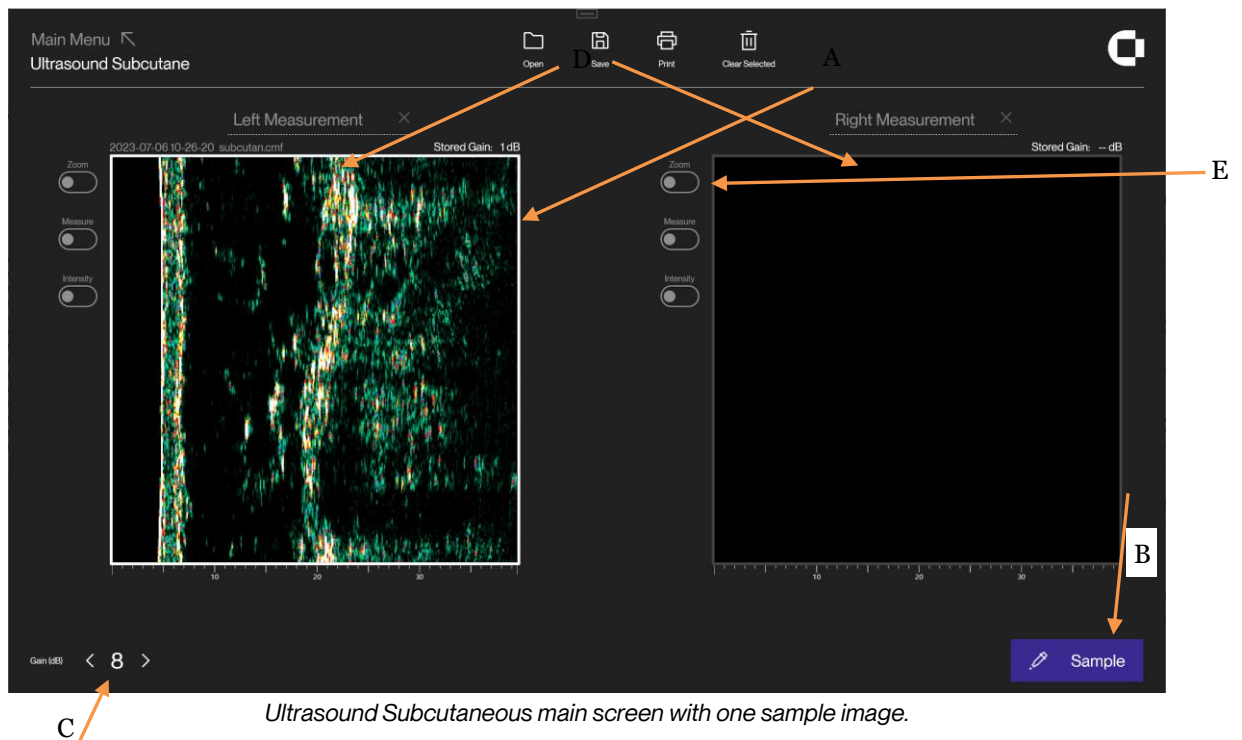 Main Menu
Ultrasound Subcutane
Open
D
Save
Print
Clear Selected
A
Left Measurement
Right Measurement
2023-07-06 10-26-20 subcutan.cmf
Stored Gain: 1 dB
Stored Gain: -- dB
Zoom
Zoom
E
Measure
Measure
Intensity
Intensity
B
10
20
30
10
20
30
Gain (dB)
8
Sample
C
Ultrasound Subcutaneous main screen with one sample image.